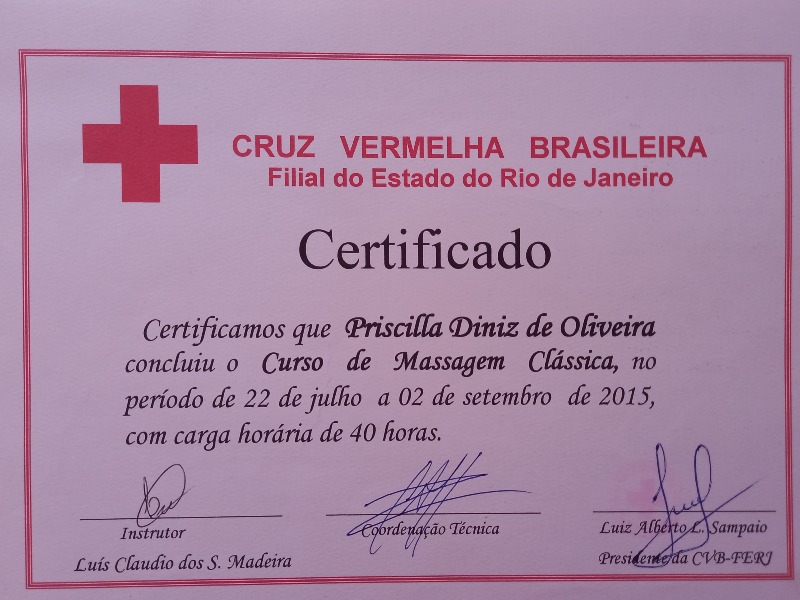 CRUZ VERMELHA BRASILEIRA
Filial do Estado do Rio de Janeiro
Certificado
Certificamos que Priscilla Diniz de Oliveira
concluiu o Curso de Massagem Clássica, no
período de 22 de julho a 02 de setembro de 2015,
com carga horária de 40 horas.
Instrutor
Luís Claudio dos S. Madeira
Coordenação Técnica
Luiz Alberto L. Sampaio
Presidente da CVB-FERJ